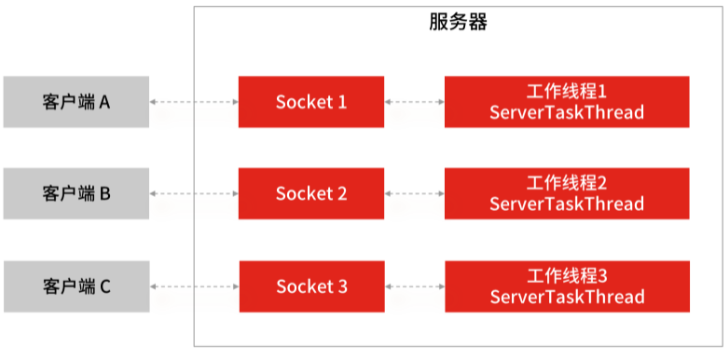 服务器
客户端 A
Socket 1
工作线程1
ServerTaskThread
客户端 B
Socket 2
工作线程2
ServerTaskThread
客户端 C
Socket 3
工作线程3
ServerTaskThread